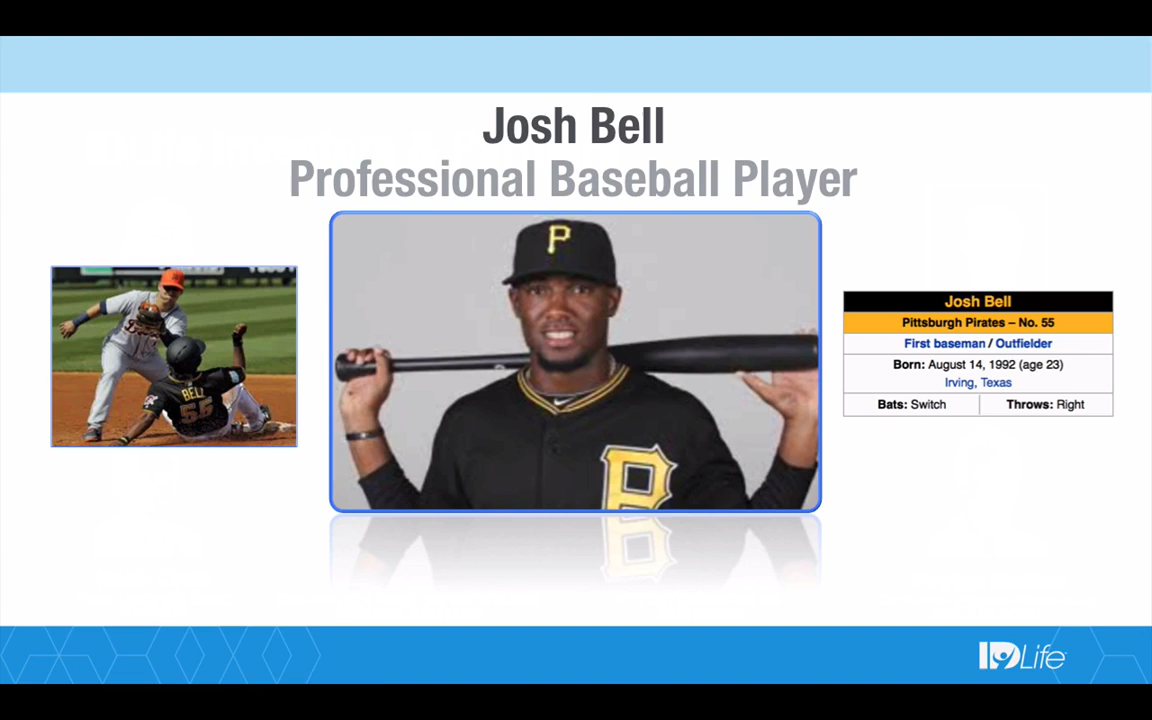 Josh Bell
Professional Baseball Player
P
P
BELL
55
Josh Bell
Pittsburgh Pirates – No. 55
First baseman / Outfielder
Born: August 14, 1992 (age 23)
Irving, Texas
Bats: Switch
Throws: Right
IDLife